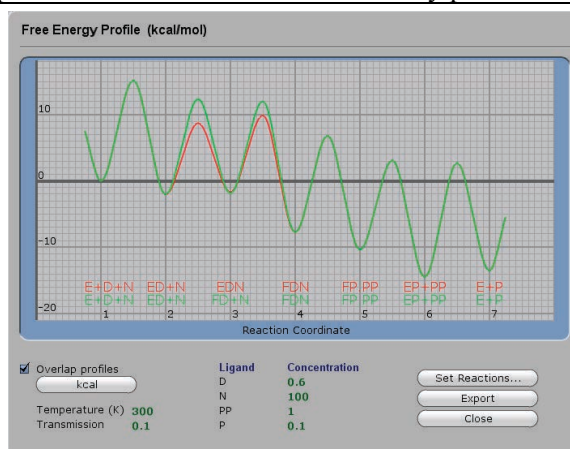 Free Energy Profile (kcal/mol)
10
0
-10
-20
E+D+N ED+N EDN FDN FP.PP EP+PP E+P
E+D+N ED+N FD+N FDN FP.PP EP+PP E+P
1 2 3 4 5 6 7
Reaction Coordinate
Overlap profiles
kcal
Temperature (K) 300
Transmission 0.1
Ligand Concentration
D 0.6
N 100
PP 1
P 0.1
Set Reactions...
Export
Close